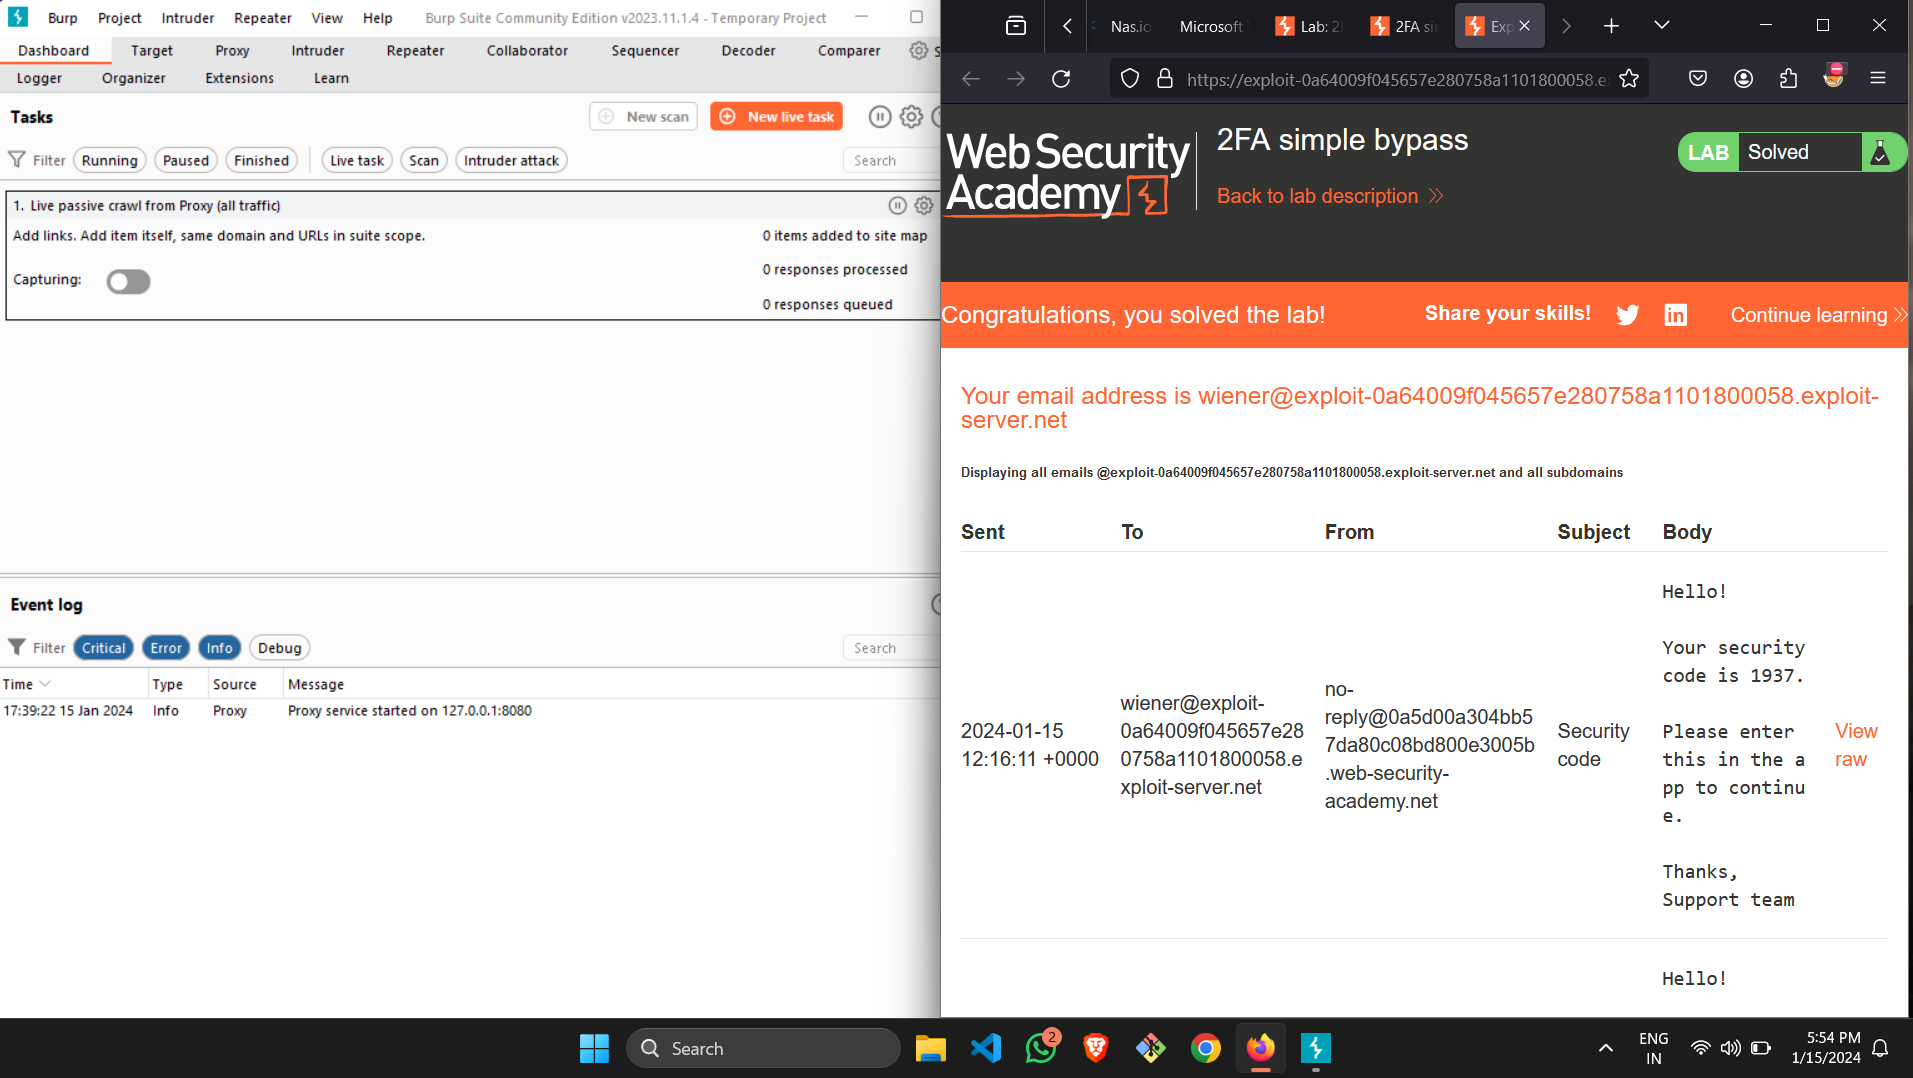 Burp Project Intruder Repeater View Help Burp Suite Community Edition v2023.11.1.4 - Temporary Project
Dashboard Target Proxy Intruder Repeater Collaborator Sequencer Decoder Comparer
Logger Organizer Extensions Learn
Tasks New scan New live task
Filter Running Paused Finished Live task Scan Intruder attack Search
1. Live passive crawl from Proxy (all traffic)
Add links. Add item itself, same domain and URLs in suite scope. 0 items added to site map
Capturing: 0 responses processed
0 responses queued
Event log
Filter Critical Error Info Debug Search
Time Type Source Message
17:39:22 15 Jan 2024 Info Proxy Proxy service started on 127.0.0.1:8080
Nas.io Microsoft Lab: 2 2FA si Exp
https://exploit-0a64009f045657e280758a1101800058.e
Web Security
Academy
2FA simple bypass
Back to lab description
LAB Solved
Congratulations, you solved the lab! Share your skills! Continue learning
Your email address is wiener@exploit-0a64009f045657e280758a1101800058.exploit-
server.net
Displaying all emails @exploit-0a64009f045657e280758a1101800058.exploit-server.net and all subdomains
Sent To From Subject Body
2024-01-15
12:16:11 +0000
wiener@exploit-
0a64009f045657e28
0758a1101800058.e
xploit-server.net
no-
reply@0a5d00a304bb5
7da80c08bd800e3005b
.web-security-
academy.net
Security
code
Hello!
Your security
code is 1937.
Please enter
this in the a
pp to continu
e.
Thanks,
Support team
View
raw
Hello!
Search
2
ENG
IN
5:54 PM
1/15/2024